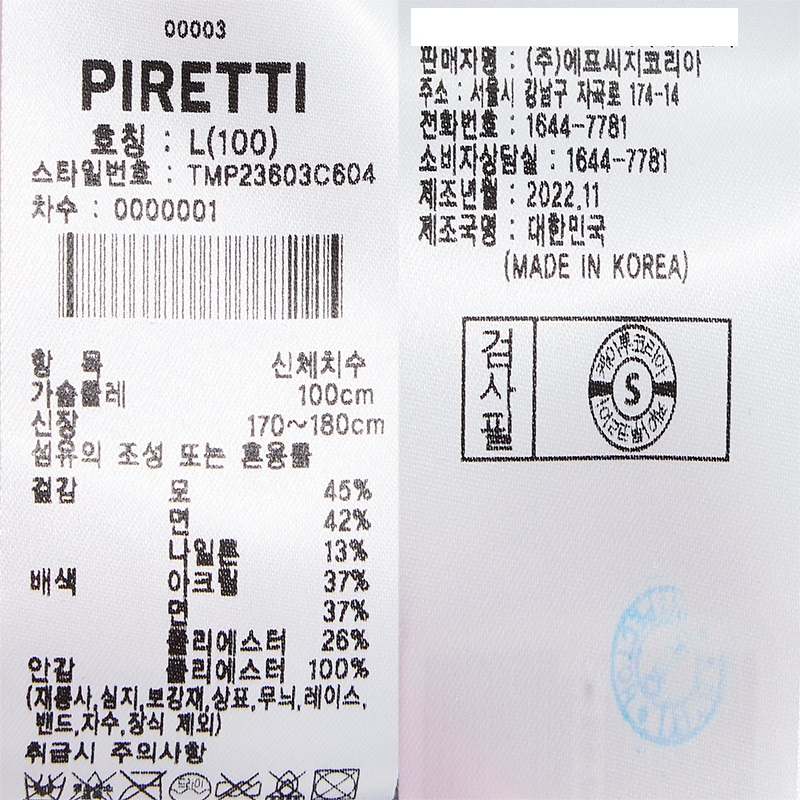 00003
PIRETTI
호칭 : L(100)
스타일번호 : TMP23603C604
차수 : 0000001
항 목 신체치수
가슴둘레 100cm
신장 170~180cm
섬유의 조성 또는 혼용률
겉감 모 45%
면 42%
나일론 13%
배색 아크릴 37%
면 37%
폴리에스터 26%
안감 폴리에스터 100%
(재봉사,심지,보강재,상표,무늬,레이스,
밴드,자수,장식 제외)
취급시 주의사항
드라이
판매자명 : (주)에프씨지코리아
주소 : 서울시 강남구 자곡로 174-14
전화번호 : 1644-7781
소비자상담실 : 1644-7781
제조년월 : 2022.11
제조국명 : 대한민국
(MADE IN KOREA)
검사필
S